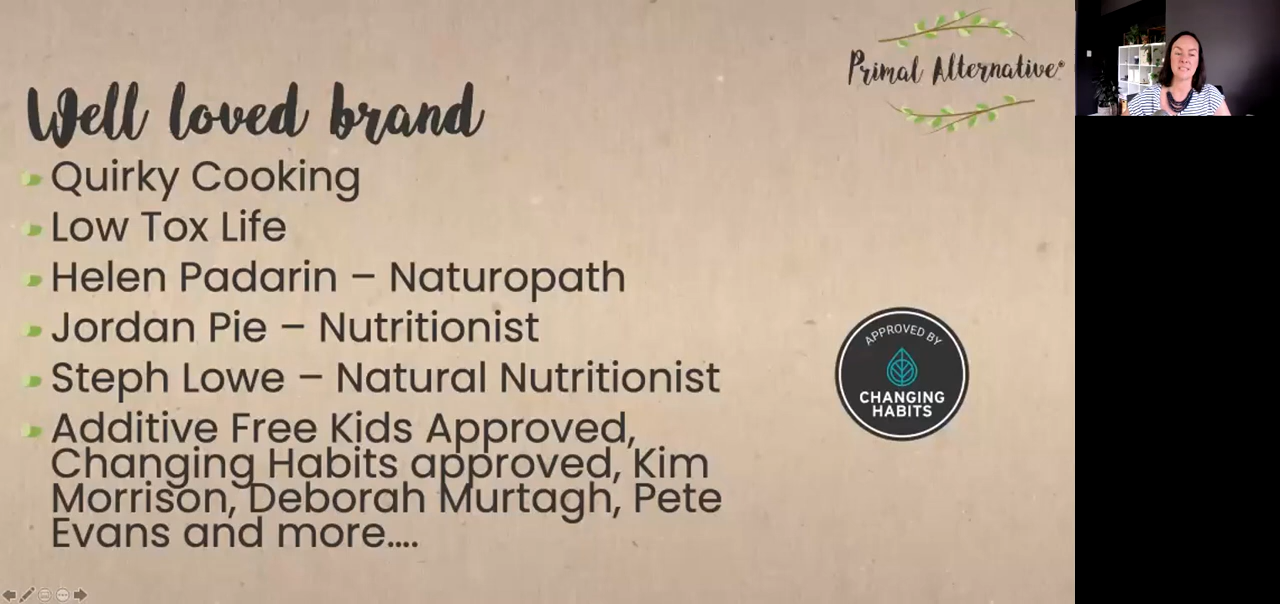 Primal Alternative®
Well loved brand
Quirky Cooking
Low Tox Life
Helen Padarin – Naturopath
Jordan Pie – Nutritionist
Steph Lowe – Natural Nutritionist
Additive Free Kids Approved,
Changing Habits approved, Kim
Morrison, Deborah Murtagh, Pete
Evans and more....
APPROVED BY
CHANGING
HABITS